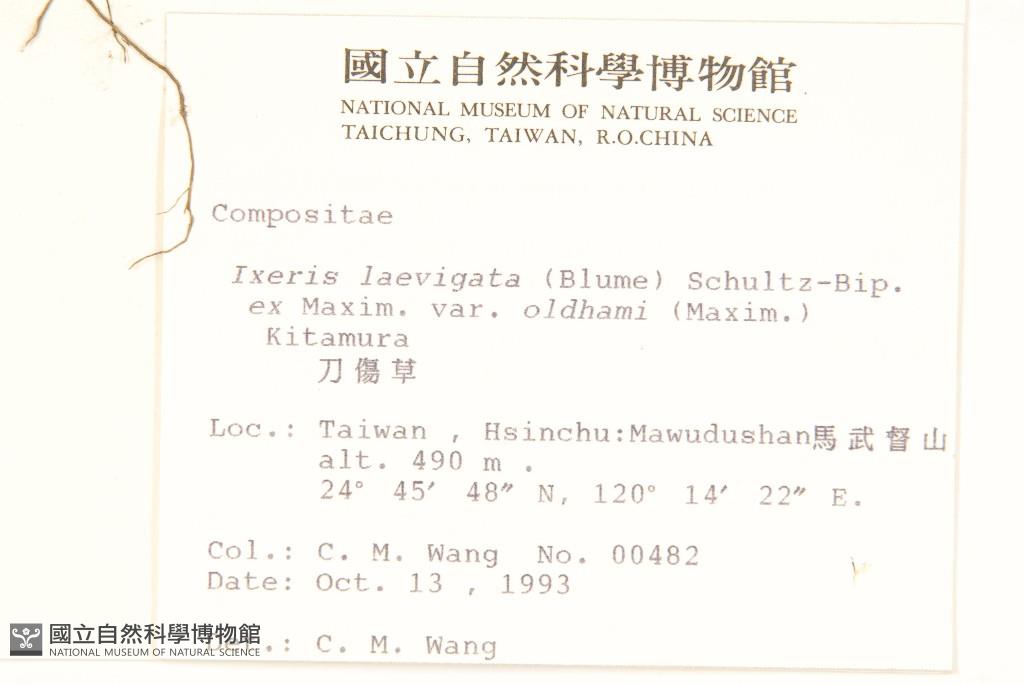 國立自然科學博物館
NATIONAL MUSEUM OF NATURAL SCIENCE
TAICHUNG, TAIWAN, R.O.CHINA
Compositae
Ixeris laevigata (Blume) Schultz-Bip.
ex Maxim. var. oldhami (Maxim.)
Kitamura
刀傷草
Loc.: Taiwan , Hsinchu:Mawudushan馬武督山
alt. 490 m .
24° 45′ 48″ N, 120° 14′ 22″ E.
Col.: C. M. Wang No. 00482
Date: Oct. 13 , 1993
C. M. Wang
國立自然科學博物館
NATIONAL MUSEUM OF NATURAL SCIENCE